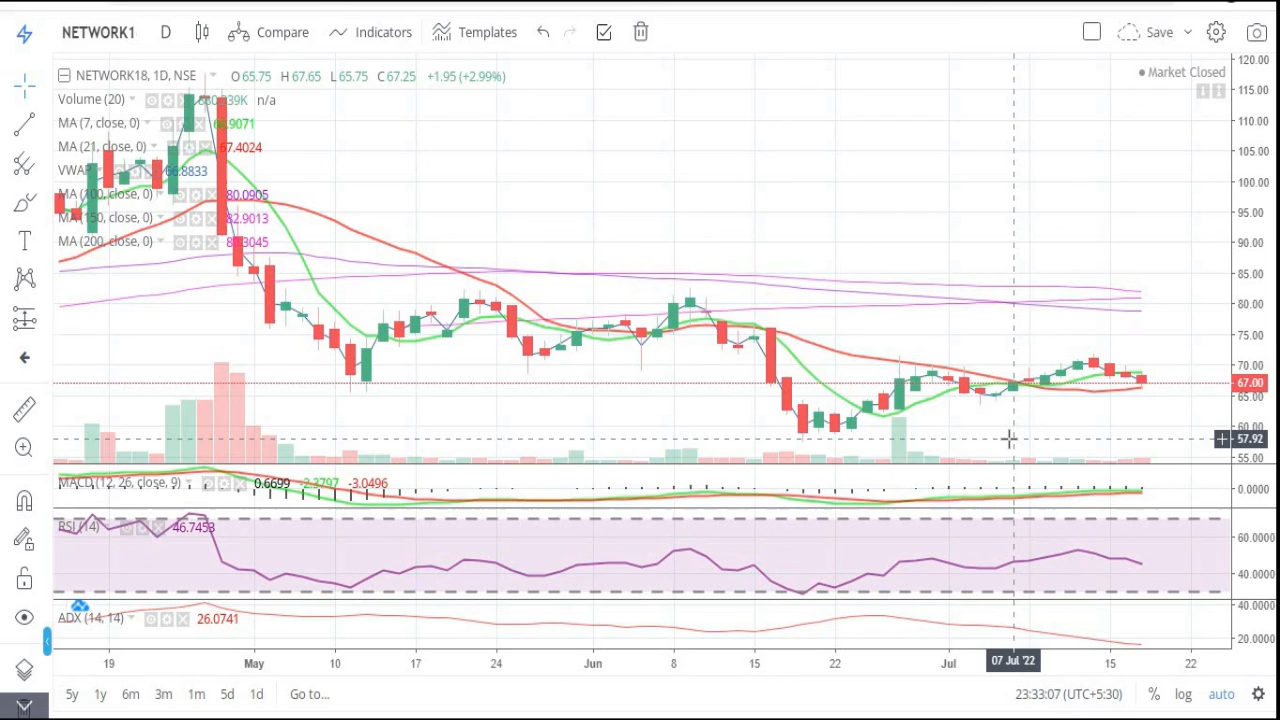 NETWORK1 D Compare Indicators Templates Save
NETWORK18, 1D, NSE O65.75 H67.65 L65.75 C67.25 +1.95 (+2.99%)
Market Closed
Volume (20) n/a
MA (7, close, 0)
MA (21, close, 0) 67.4024
VWAP
MA (100, close, 0) 80.0905
MA (150, close, 0) 82.9013
MA (200, close, 0)
120.00
115.00
110.00
105.00
100.00
95.00
90.00
85.00
80.00
75.00
70.00
67.00
65.00
60.00
57.92
55.00
MACD (12, 26, close, 9) 0.6699 -2.3797 -3.0496
0.0000
RSI (14) 46.7453
60.0000
40.0000
ADX (14, 14) 26.0741
40.0000
20.0000
19 May 10 17 24 Jun 8 15 22 Jul 07 Jul '22 15 22
5y 1y 6m 3m 1m 5d 1d Go to... 23:33:07 (UTC+5:30) % log auto